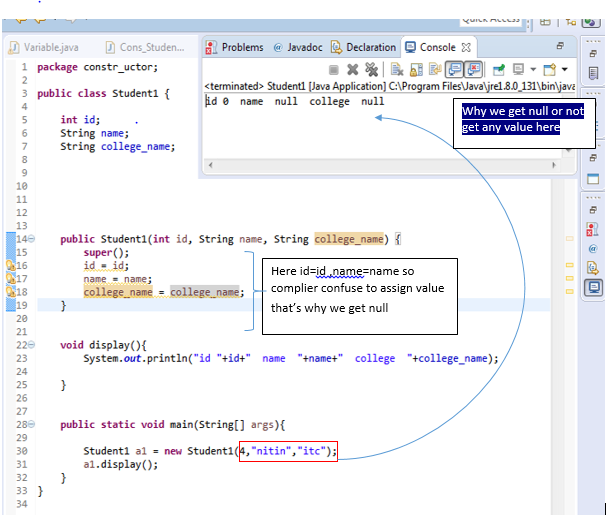 Quick Access
Variable.java
Cons_Studen...
Problems @ Javadoc Declaration Console
<terminated> Student1 [Java Application] C:\Program Files\Java\jre1.8.0_131\bin\java
id 0 name null college null
Why we get null or not
get any value here
1 package constr_uctor;
2
3 public class Student1 {
4
5 int id; .
6 String name;
7 String college_name;
8
9
10
11
12
13
14 public Student1(int id, String name, String college_name) {
15 super();
16 id = id;
17 name = name;
18 college_name = college_name;
19 }
20
21
Here id=id ,name=name so
complier confuse to assign value
that's why we get null
22 void display(){
23 System.out.println("id "+id+" name "+name+" college "+college_name);
24
25 }
26
27
28 public static void main(String[] args){
29
30 Student1 a1 = new Student1(4,"nitin","itc");
31 a1.display();
32 }
33 }
34